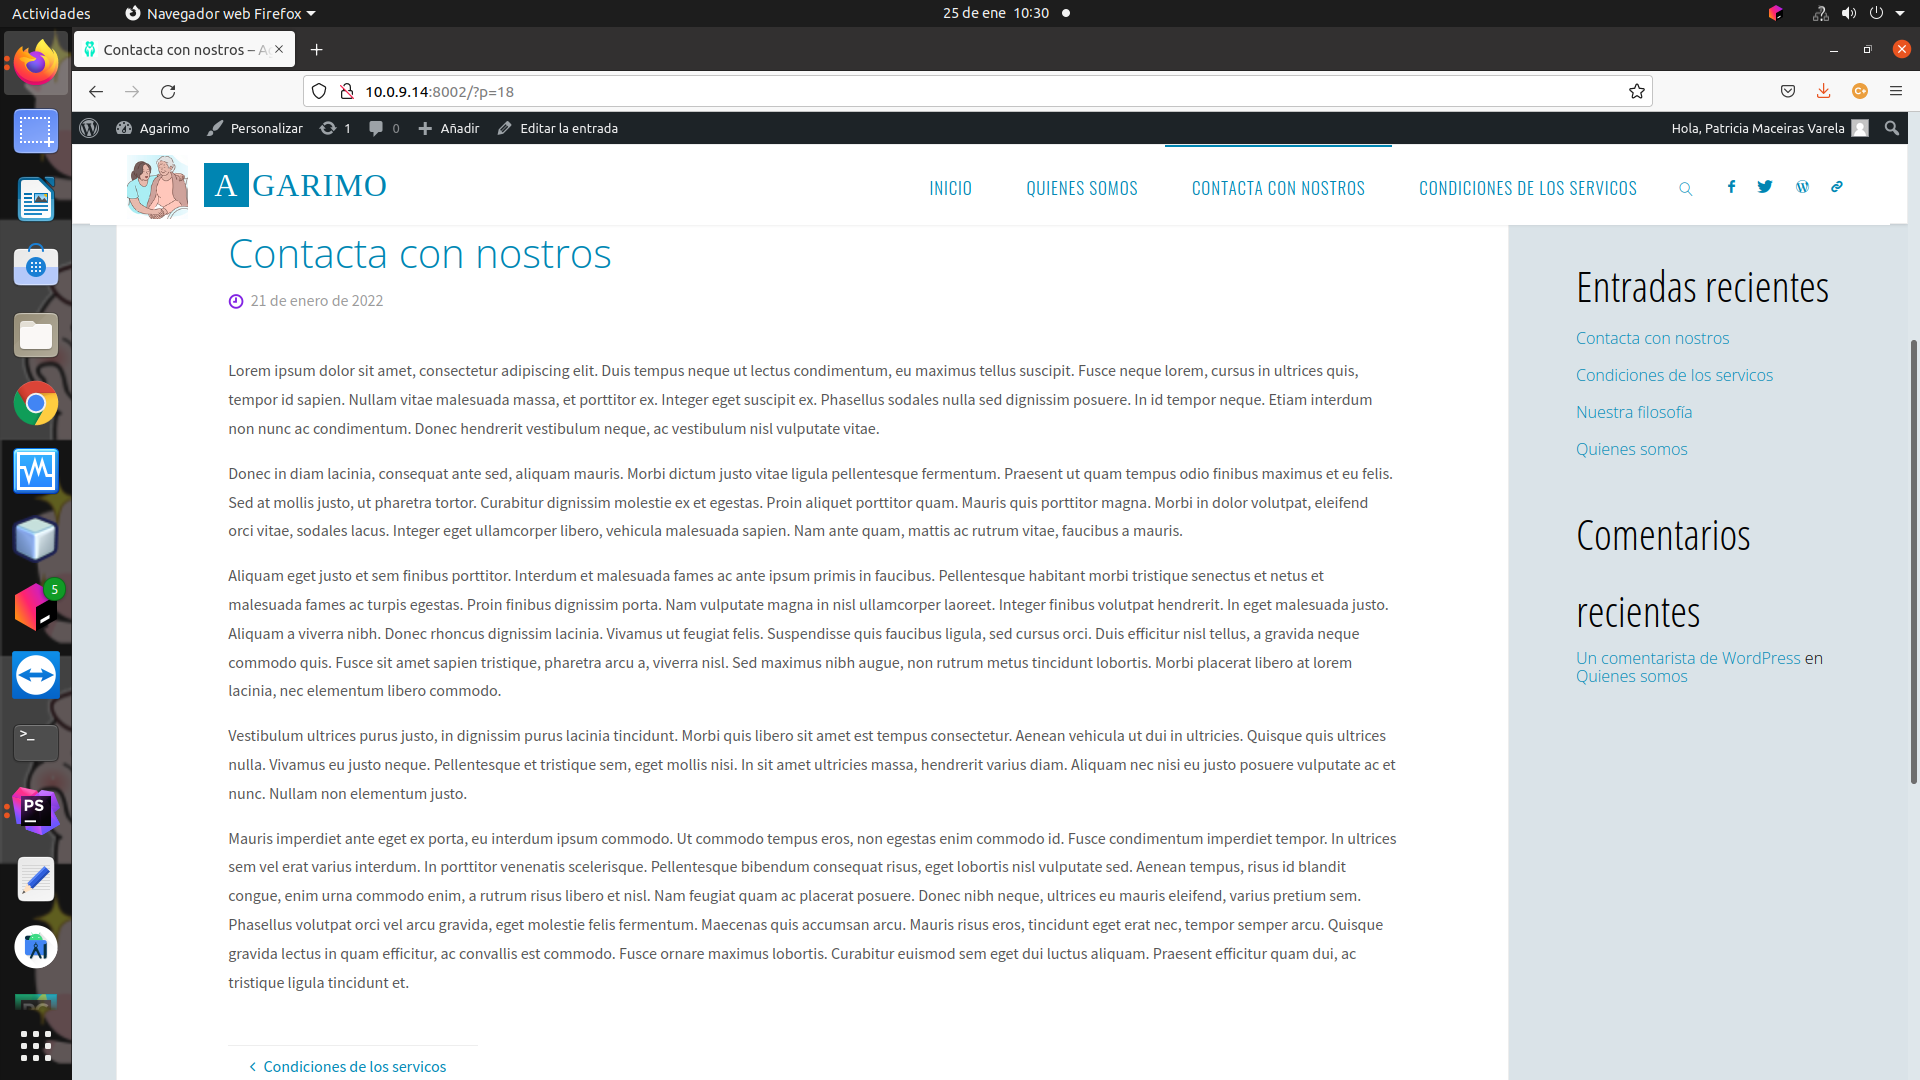 Actividades
Navegador web Firefox
25 de ene 10:30
Contacta con nostros – A
10.0.9.14:8002/?p=18
Agarimo
Personalizar
1
0
Añadir
Editar la entrada
Hola, Patricia Maceiras Varela
AGARIMO
INICIO
QUIENES SOMOS
CONTACTA CON NOSTROS
CONDICIONES DE LOS SERVICOS
Contacta con nostros
21 de enero de 2022
Lorem ipsum dolor sit amet, consectetur adipiscing elit. Duis tempus neque ut lectus condimentum, eu maximus tellus suscipit. Fusce neque lorem, cursus in ultrices quis,
tempor id sapien. Nullam vitae malesuada massa, et porttitor ex. Integer eget suscipit ex. Phasellus sodales nulla sed dignissim posuere. In id tempor neque. Etiam interdum
non nunc ac condimentum. Donec hendrerit vestibulum neque, ac vestibulum nisl vulputate vitae.
Donec in diam lacinia, consequat ante sed, aliquam mauris. Morbi dictum justo vitae ligula pellentesque fermentum. Praesent ut quam tempus odio finibus maximus et eu felis.
Sed at mollis justo, ut pharetra tortor. Curabitur dignissim molestie ex et egestas. Proin aliquet porttitor quam. Mauris quis porttitor magna. Morbi in dolor volutpat, eleifend
orci vitae, sodales lacus. Integer eget ullamcorper libero, vehicula malesuada sapien. Nam ante quam, mattis ac rutrum vitae, faucibus a mauris.
Aliquam eget justo et sem finibus porttitor. Interdum et malesuada fames ac ante ipsum primis in faucibus. Pellentesque habitant morbi tristique senectus et netus et
malesuada fames ac turpis egestas. Proin finibus dignissim porta. Nam vulputate magna in nisl ullamcorper laoreet. Integer finibus volutpat hendrerit. In eget malesuada justo.
Aliquam a viverra nibh. Donec rhoncus dignissim lacinia. Vivamus ut feugiat felis. Suspendisse quis faucibus ligula, sed cursus orci. Duis efficitur nisl tellus, a gravida neque
commodo quis. Fusce sit amet sapien tristique, pharetra arcu a, viverra nisl. Sed maximus nibh augue, non rutrum metus tincidunt lobortis. Morbi placerat libero at lorem
lacinia, nec elementum libero commodo.
Vestibulum ultrices purus justo, in dignissim purus lacinia tincidunt. Morbi quis libero sit amet est tempus consectetur. Aenean vehicula ut dui in ultricies. Quisque quis ultrices
nulla. Vivamus eu justo neque. Pellentesque et tristique sem, eget mollis nisi. In sit amet ultricies massa, hendrerit varius diam. Aliquam nec nisi eu justo posuere vulputate ac et
nunc. Nullam non elementum justo.
Mauris imperdiet ante eget ex porta, eu interdum ipsum commodo. Ut commodo tempus eros, non egestas enim commodo id. Fusce condimentum imperdiet tempor. In ultrices
sem vel erat varius interdum. In porttitor venenatis scelerisque. Pellentesque bibendum consequat risus, eget lobortis nisl vulputate sed. Aenean tempus, risus id blandit
congue, enim urna commodo enim, a rutrum risus libero et nisl. Nam feugiat quam ac placerat posuere. Donec nibh neque, ultrices eu mauris eleifend, varius pretium sem.
Phasellus volutpat orci vel arcu gravida, eget molestie felis fermentum. Maecenas quis accumsan arcu. Mauris risus eros, tincidunt eget erat nec, tempor semper arcu. Quisque
gravida lectus in quam efficitur, ac convallis est commodo. Fusce ornare maximus lobortis. Curabitur euismod sem eget dui luctus aliquam. Praesent efficitur quam dui, ac
tristique ligula tincidunt et.
Condiciones de los servicos
Entradas recientes
Contacta con nostros
Condiciones de los servicos
Nuestra filosofía
Quienes somos
Comentarios
recientes
Un comentarista de WordPress en
Quienes somos
5
>_
PS